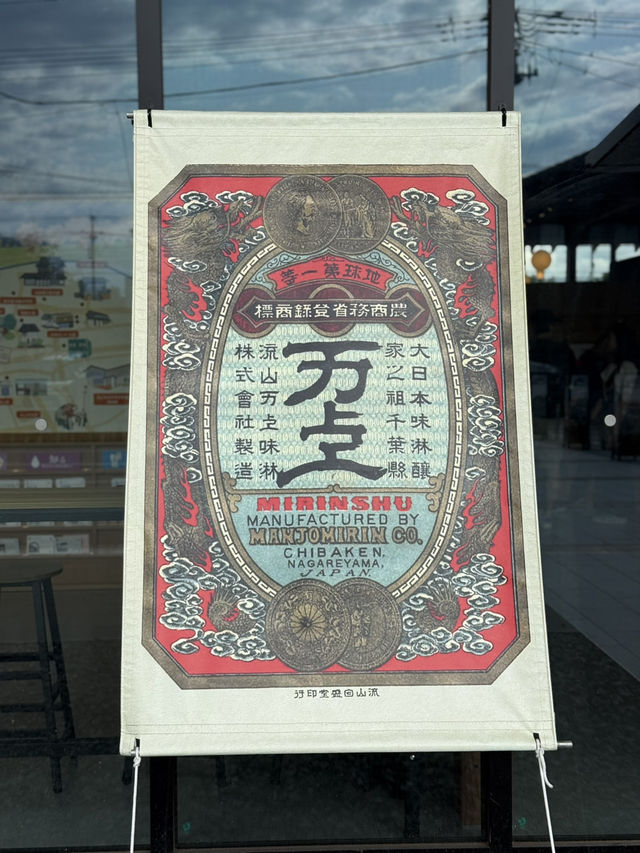 地球第一等
農商務省登錄商標
大日本味淋釀
家之祖千葉縣
万上
流山万上味淋
株式會社製造
MIRINSHU
MANUFACTURED BY
MANJOMIRIN CO.
CHIBAKEN.
NAGAREYAMA,
JAPAN.
流山回盛堂印行